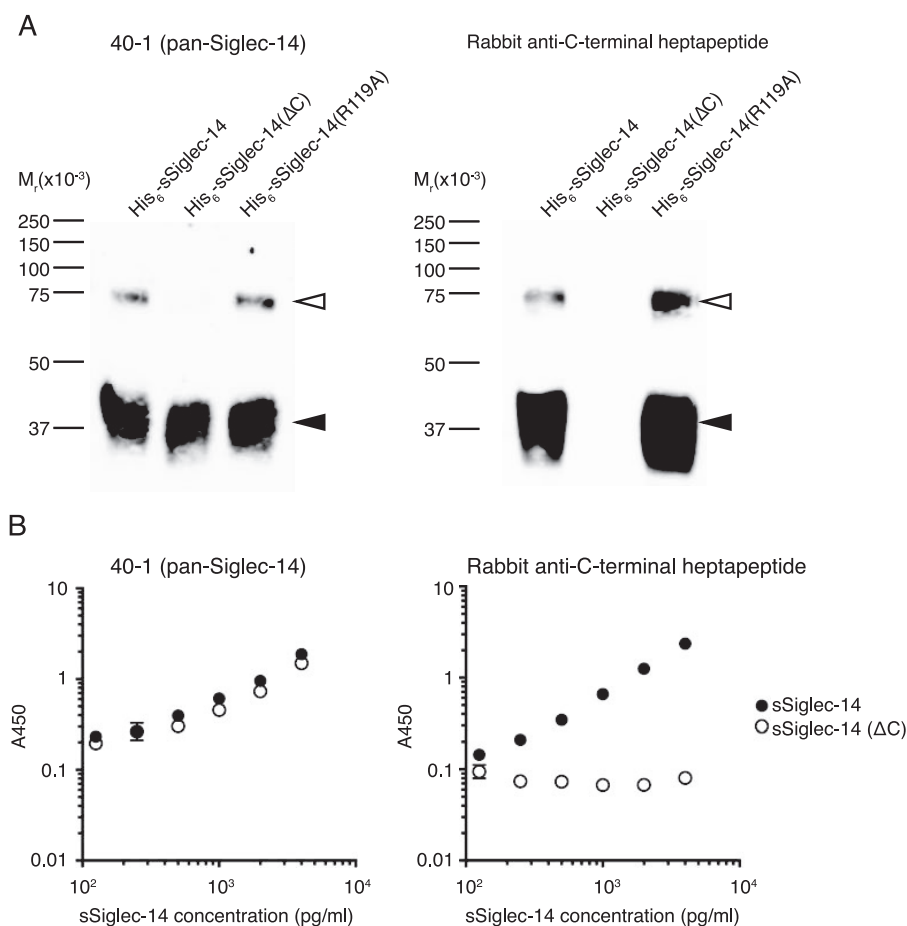 A
40-1 (pan-Siglec-14)
Rabbit anti-C-terminal heptapeptide
Mr(x10-3)
His6-sSiglec-14
His6-sSiglec-14(ΔC)
His6-sSiglec-14(R119A)
250
150
100
75
50
37
Mr(x10-3)
His6-sSiglec-14
His6-sSiglec-14(ΔC)
His6-sSiglec-14(R119A)
250
150
100
75
50
37
B
40-1 (pan-Siglec-14)
10
1
0.1
0.01
A450
10²
10³
10⁴
sSiglec-14 concentration (pg/ml)
Rabbit anti-C-terminal heptapeptide
10
1
0.1
0.01
A450
10²
10³
10⁴
sSiglec-14 concentration (pg/ml)
sSiglec-14
sSiglec-14 (ΔC)